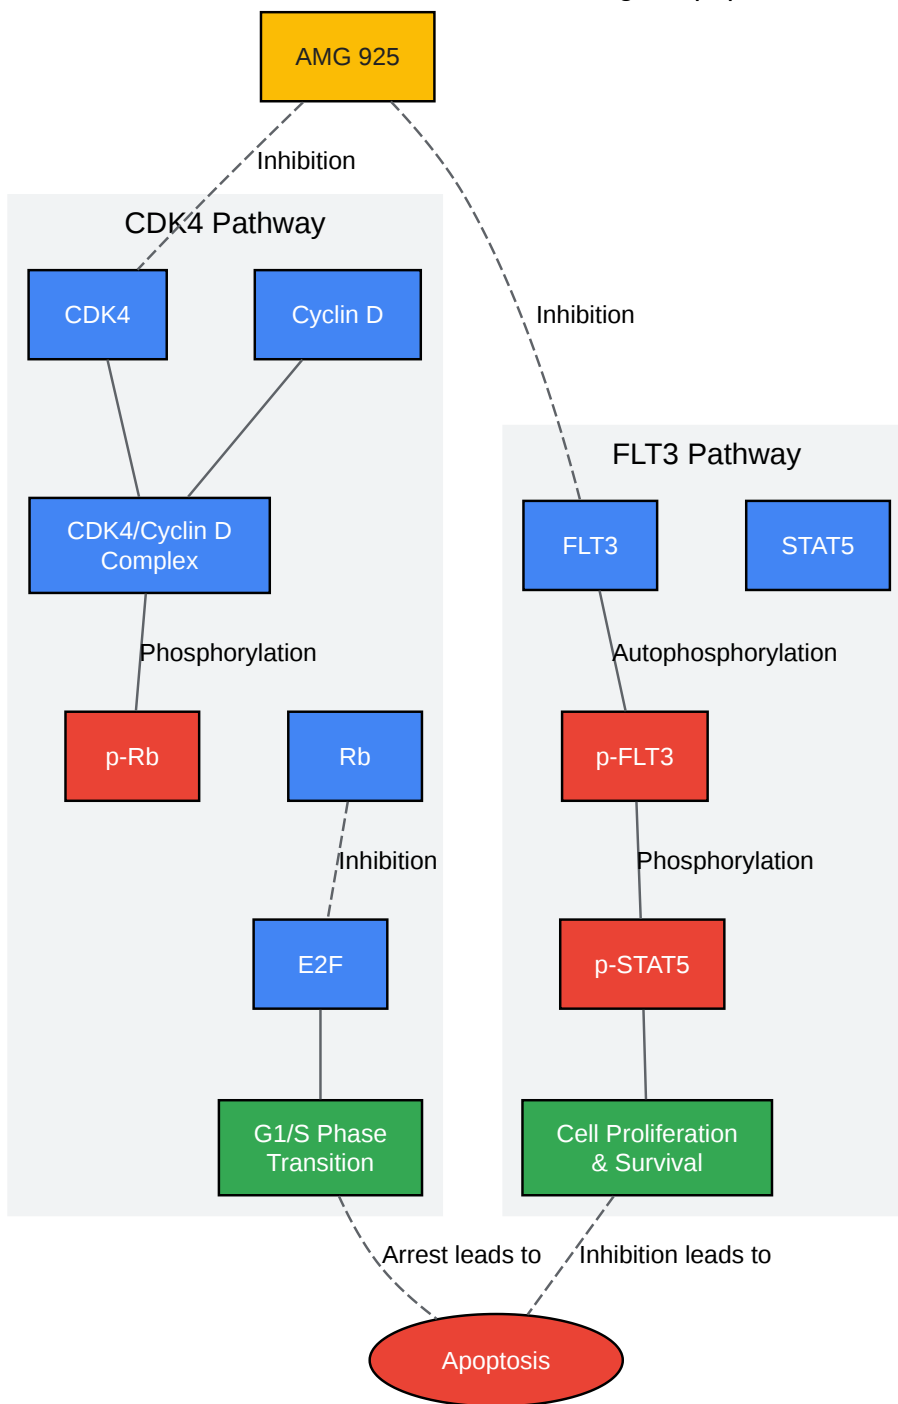 AMG 925
Inhibition
CDK4 Pathway
CDK4
Cyclin D
Inhibition
FLT3 Pathway
CDK4/Cyclin D
Complex
FLT3
STAT5
Phosphorylation
Autophosphorylation
p-Rb
Rb
p-FLT3
Inhibition
Phosphorylation
E2F
p-STAT5
G1/S Phase
Transition
Cell Proliferation
& Survival
Arrest leads to
Inhibition leads to
Apoptosis